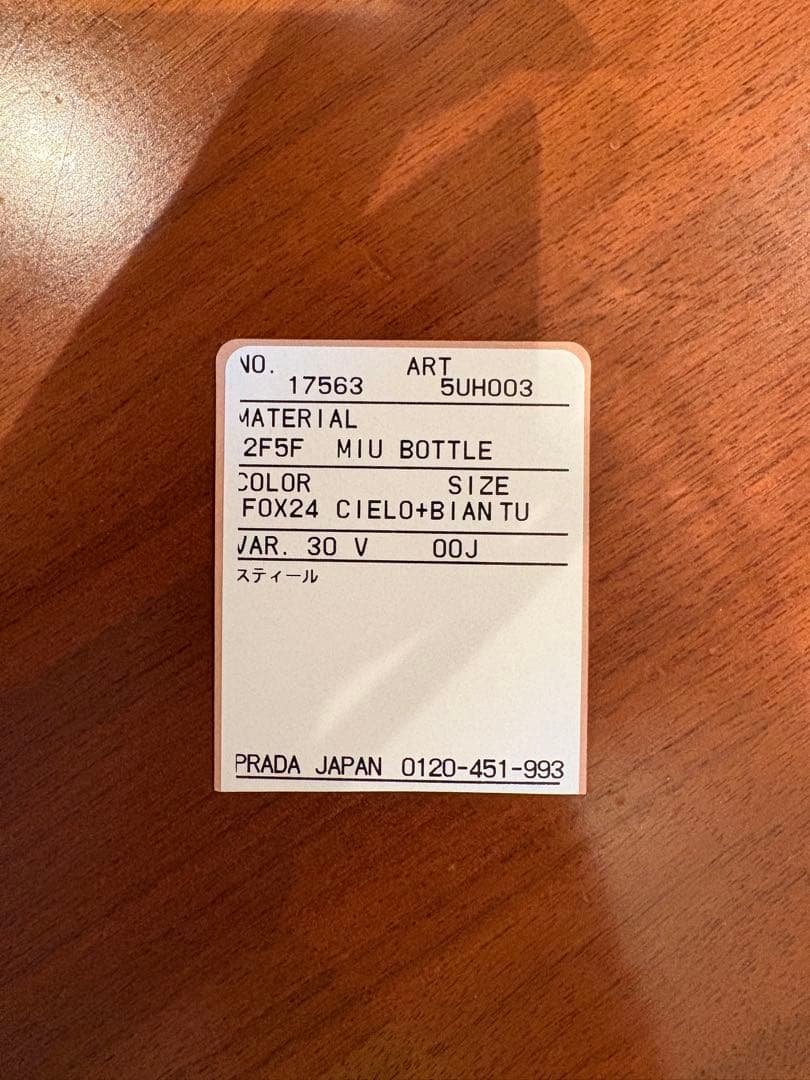 NO. ART
17563 5UH003
MATERIAL
2F5F MIU BOTTLE
COLOR SIZE
F0X24 CIELO+BIAN TU
VAR. 30 V 00J
スティール
PRADA JAPAN 0120-451-993